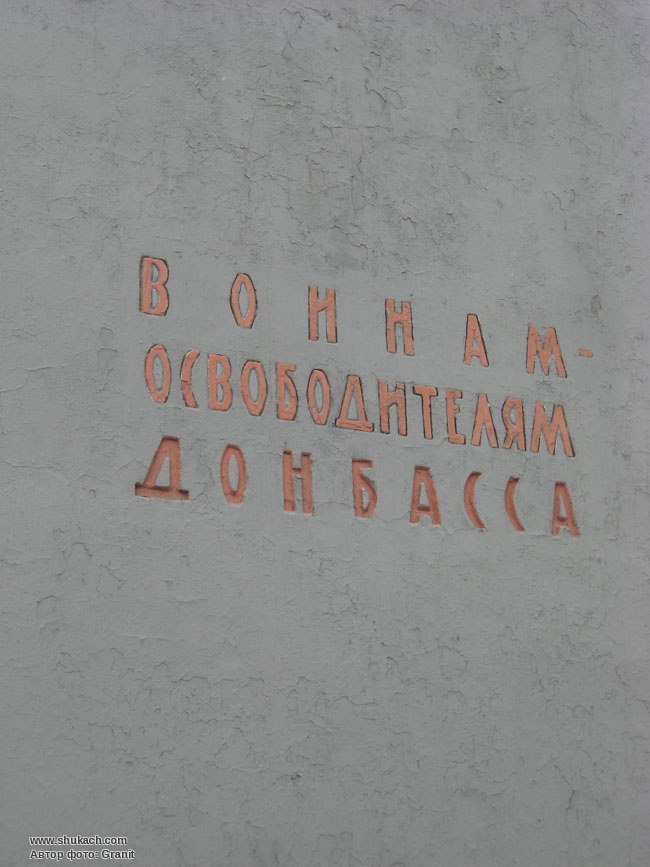 ВОИНАМ-
ОСВОБОДИТЕЛЯМ
ДОНБАССА
www.shukach.com
Автор фото: Granit